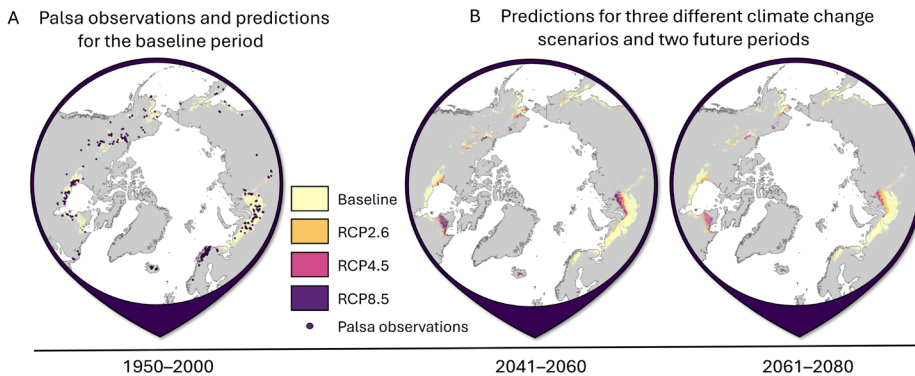 A Palsa observations and predictions
for the baseline period
B Predictions for three different climate change
scenarios and two future periods
Baseline
RCP2.6
RCP4.5
RCP8.5
Palsa observations
1950–2000
2041–2060
2061–2080